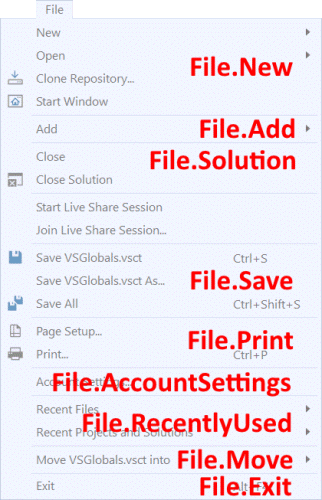 File
New
Open
File.New
Clone Repository...
Start Window
Add
File.Add
Close
File.Solution
Close Solution
Start Live Share Session
Join Live Share Session...
Save VSGlobals.vsct Ctrl+S
Save VSGlobals.vsct As...
File.Save
Save All Ctrl+Shift+S
Page Setup...
File.Print
Print... Ctrl+P
Account Settings...
File.AccountSettings
Recent Files
File.RecentlyUsed
Recent Projects and Solutions
Move VSGlobals.vsct into
File.Move
Exit
File.Exit